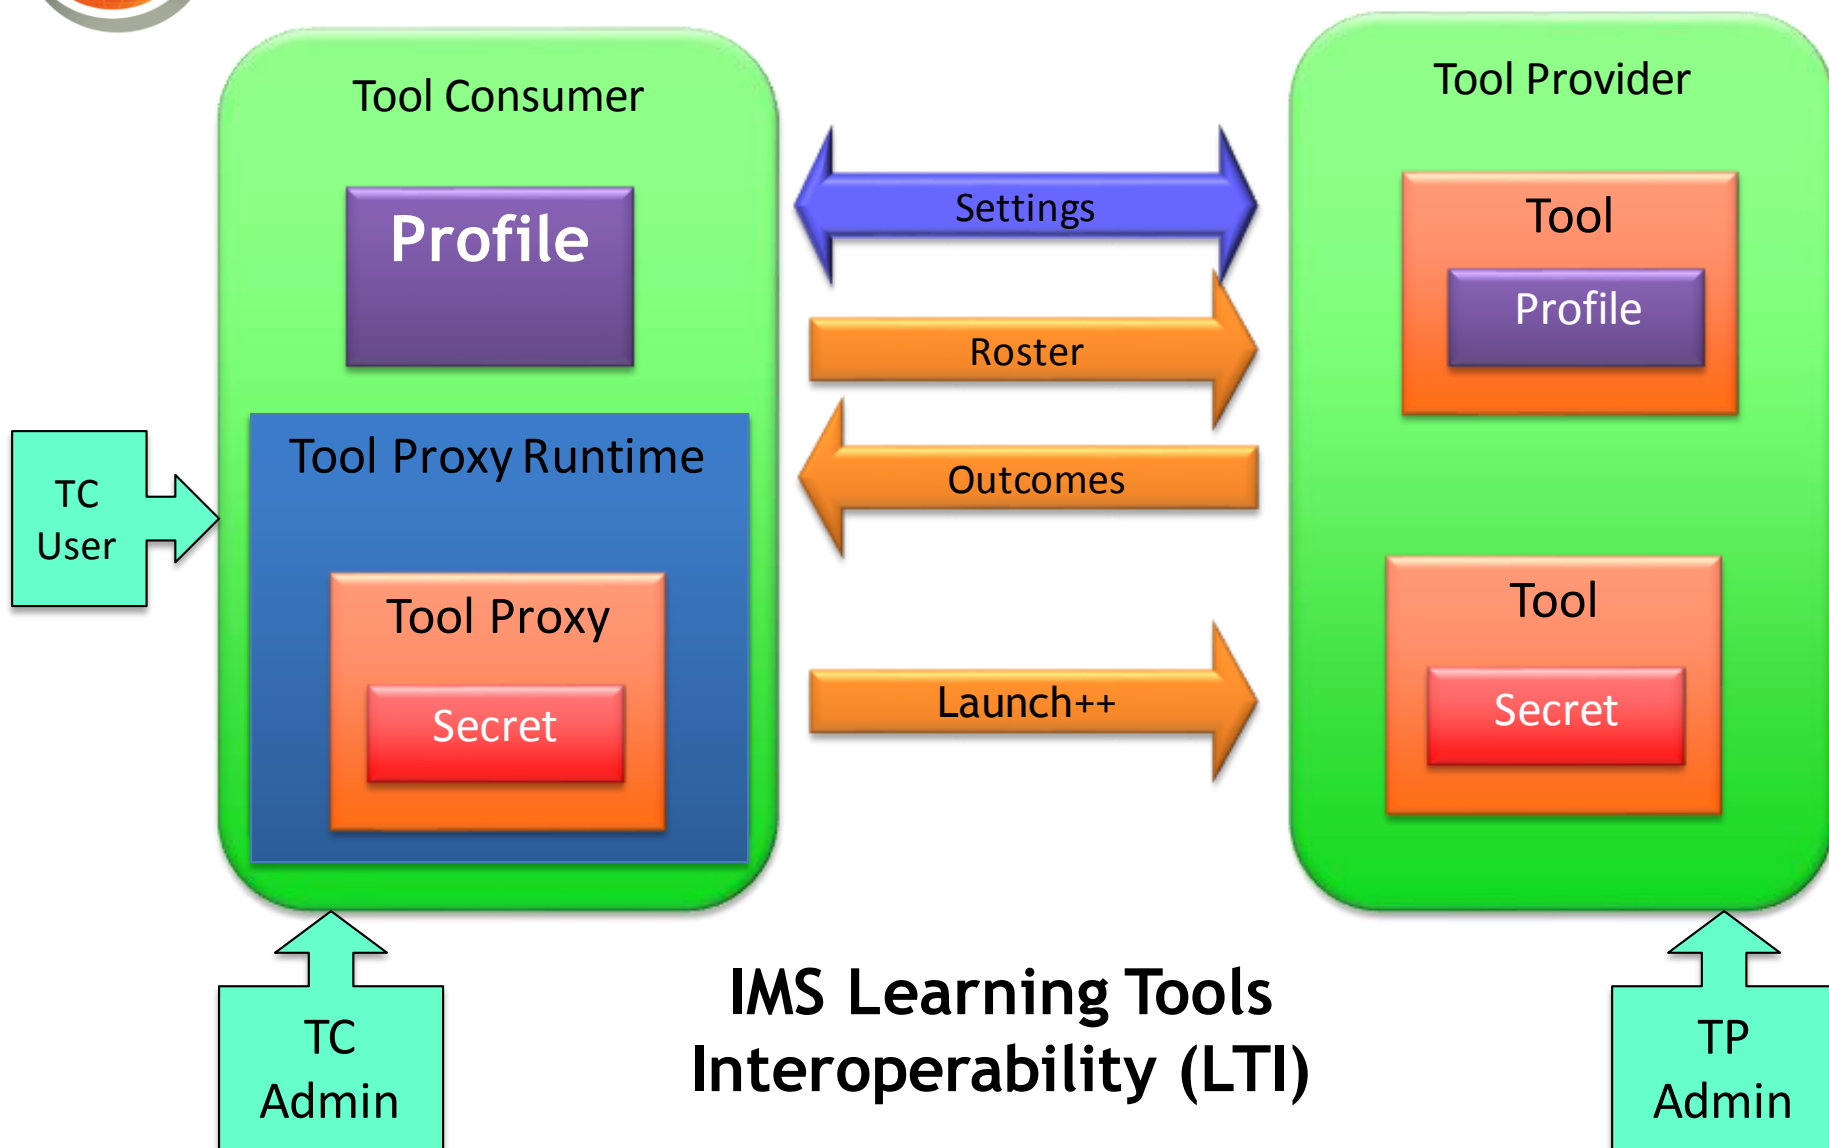 Tool Consumer
Profile
Tool Proxy Runtime
Tool Proxy
Secret
TC
User
TC
Admin
Settings
Roster
Outcomes
Launch++
Tool Provider
Tool
Profile
Tool
Secret
TP
Admin
IMS Learning Tools
Interoperability (LTI)